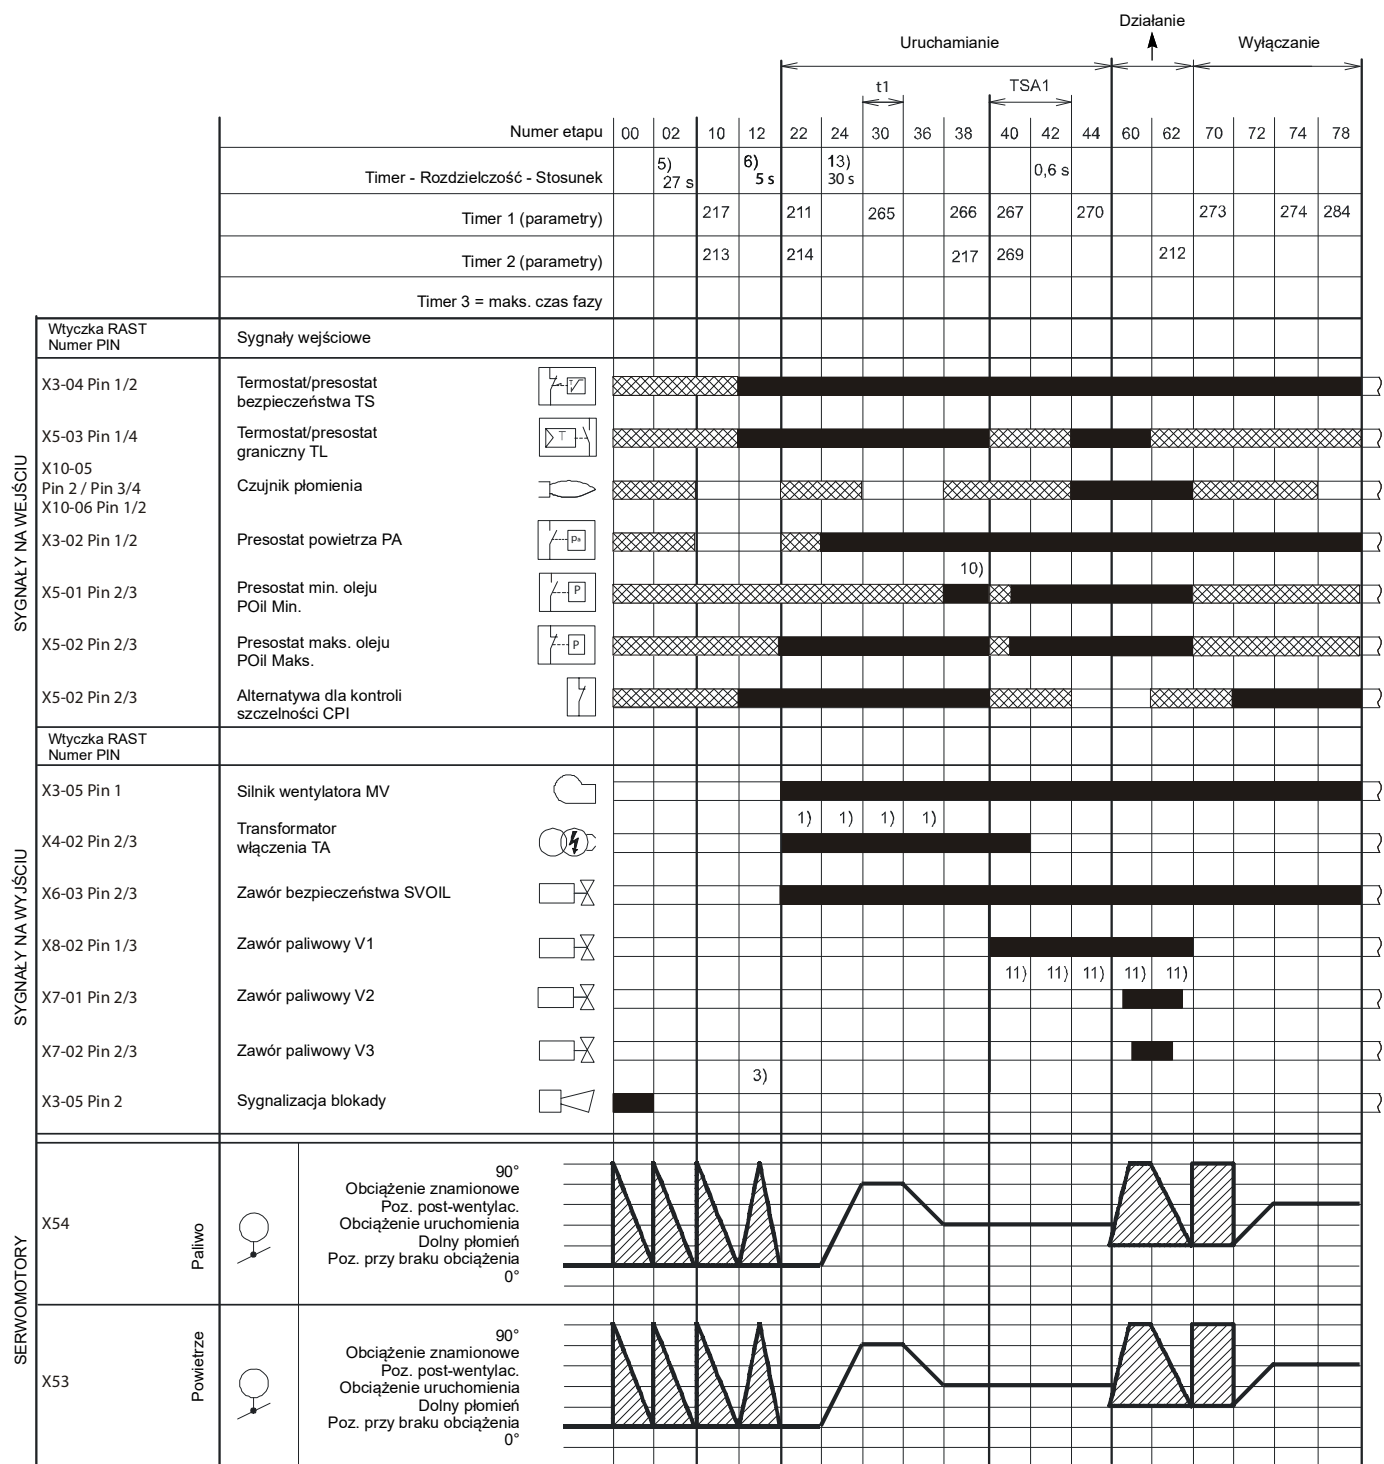 Działanie
Uruchamianie
Wyłączanie
t1
TSA1
Numer etapu 00 02 10 12 22 24 30 36 38 40 42 44 60 62 70 72 74 78
5) 6) 13)
Timer - Rozdzielczość - Stosunek 27 s 5 s 30 s 0,6 s
Timer 1 (parametry) 217 211 265 266 267 270 273 274 284
Timer 2 (parametry) 213 214 217 269 212
Timer 3 = maks. czas fazy
Wtyczka RAST
Numer PIN
Sygnały wejściowe
SYGNAŁY NA WEJŚCIU
X3-04 Pin 1/2
Termostat/presostat
bezpieczeństwa TS
X5-03 Pin 1/4
Termostat/presostat
graniczny TL
T
X10-05
Pin 2 / Pin 3/4
X10-06 Pin 1/2
Czujnik płomienia
X3-02 Pin 1/2
Presostat powietrza PA
Pa
10)
X5-01 Pin 2/3
Presostat min. oleju
POil Min.
P
X5-02 Pin 2/3
Presostat maks. oleju
POil Maks.
P
X5-02 Pin 2/3
Alternatywa dla kontroli
szczelności CPI
Wtyczka RAST
Numer PIN
SYGNAŁY NA WYJŚCIU
X3-05 Pin 1
Silnik wentylatora MV
1) 1) 1) 1)
X4-02 Pin 2/3
Transformator
włączenia TA
X6-03 Pin 2/3
Zawór bezpieczeństwa SVOIL
X8-02 Pin 1/3
Zawór paliwowy V1
11) 11) 11) 11) 11)
X7-01 Pin 2/3
Zawór paliwowy V2
X7-02 Pin 2/3
Zawór paliwowy V3
3)
X3-05 Pin 2
Sygnalizacja blokady
SERWOMOTORY
X54
Paliwo
90°
Obciążenie znamionowe
Poz. post-wentylac.
Obciążenie uruchomienia
Dolny płomień
Poz. przy braku obciążenia
0°
X53
Powietrze
90°
Obciążenie znamionowe
Poz. post-wentylac.
Obciążenie uruchomienia
Dolny płomień
Poz. przy braku obciążenia
0°